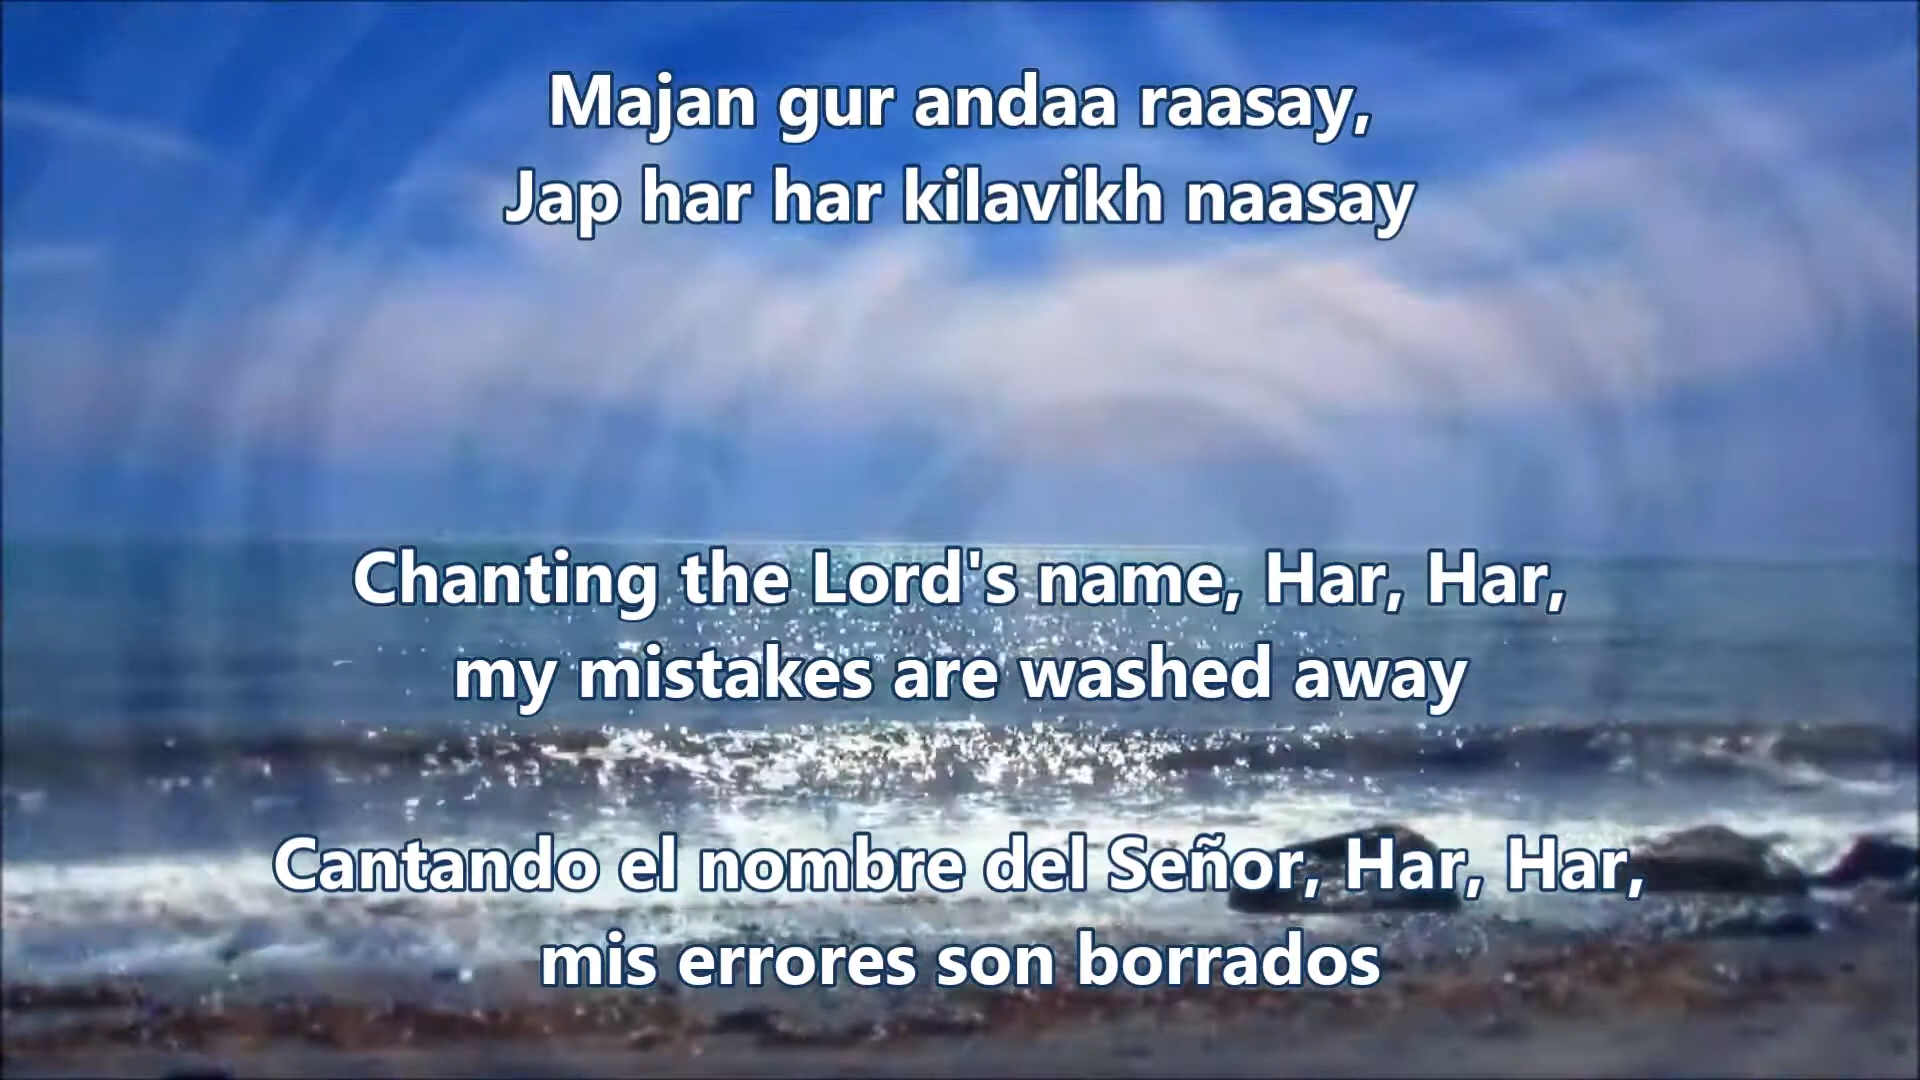 Majan gur andaa raasay,
Jap har har kilavikh naasay
Chanting the Lord's name, Har, Har,
my mistakes are washed away
Cantando el nombre del Señor, Har, Har,
mis errores son borrados